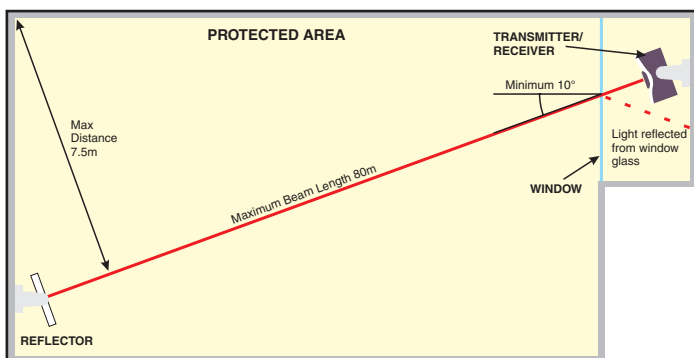 PROTECTED AREA
TRANSMITTER/
RECEIVER
Minimum 10°
Max
Distance
7.5m
Light reflected
from window
glass
WINDOW
Maximum Beam Length 80m
REFLECTOR